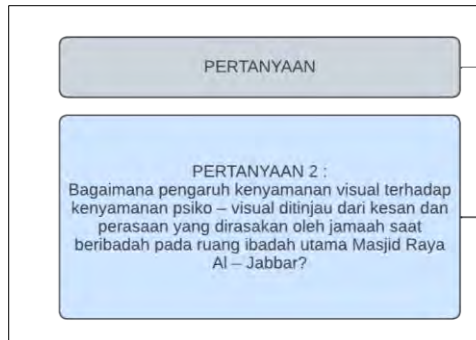 PERTANYAAN
PERTANYAAN 2 :
Bagaimana pengaruh kenyamanan visual terhadap
kenyamanan psiko – visual ditinjau dari kesan dan
perasaan yang dirasakan oleh jamaah saat
beribadah pada ruang ibadah utama Masjid Raya
Al – Jabbar?